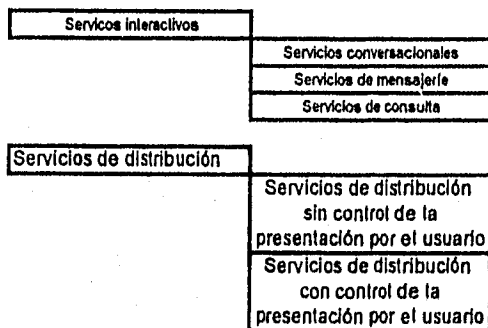 Servicos interactivos
Servicios conversacionales
Servicios de mensajerle
Servicios de consulta
Servicios de distribución
Servicios de distribución
sin control de la
presentación por el usuario
Servicios de distribución
con control de la
presentación por el usuario